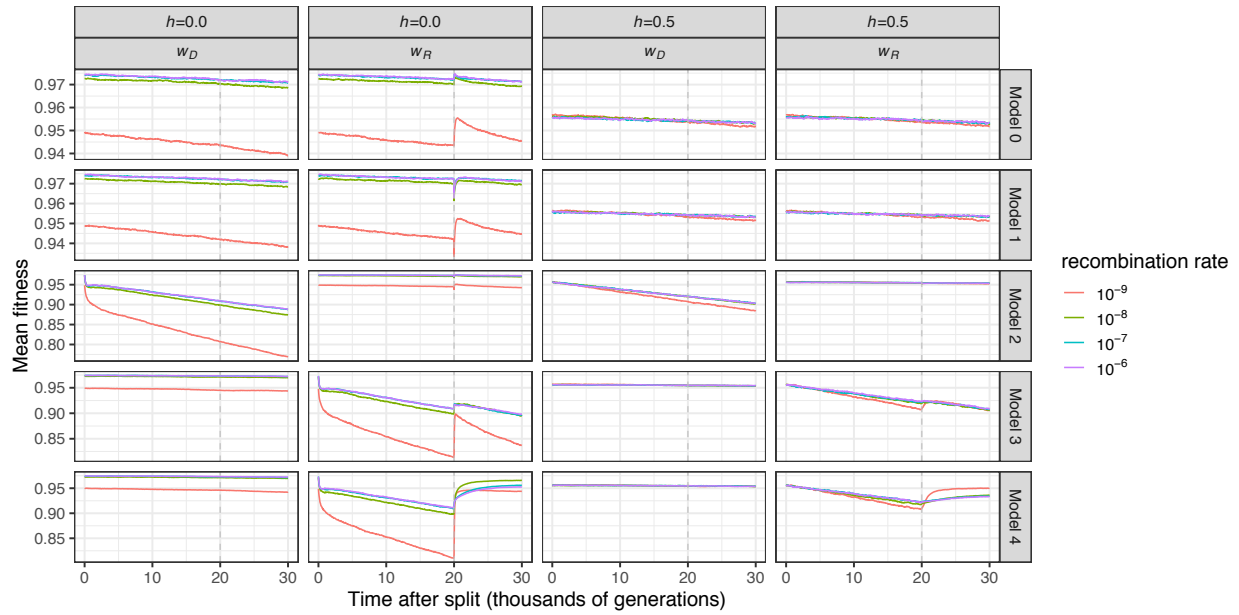 h=0.0 h=0.0 h=0.5 h=0.5
w_D w_R w_D w_R
Mean fitness
0.97
0.96
0.95
0.94
Model 0
0.97
0.96
0.95
0.94
Model 1
0.95
0.90
0.85
0.80
Model 2
0.95
0.90
0.85
Model 3
0.95
0.90
0.85
Model 4
0 10 20 30 0 10 20 30 0 10 20 30 0 10 20 30
Time after split (thousands of generations)
recombination rate
10⁻⁹
10⁻⁸
10⁻⁷
10⁻⁶